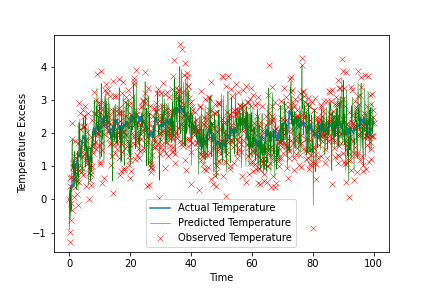 4
3
2
1
0
−1
Temperature Excess
Actual Temperature
Predicted Temperature
Observed Temperature
0 20 40 60 80 100
Time